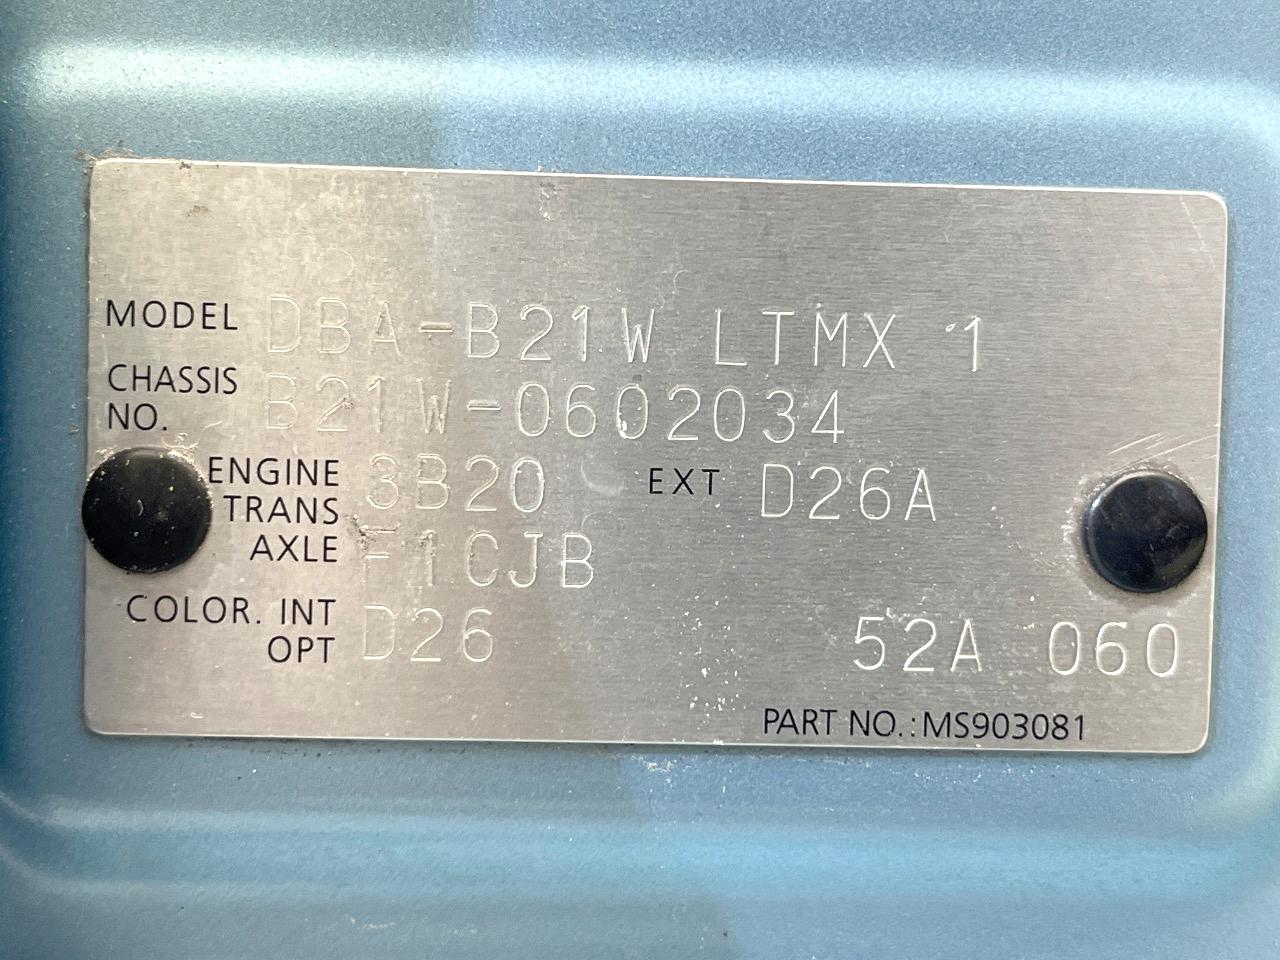 MODEL DBA-B21W LTMX 1
CHASSIS NO. B21W-0602034
ENGINE 3B20 EXT D26A
TRANS AXLE F1CJB
COLOR. INT OPT D26 52A 060
PART NO.:MS903081